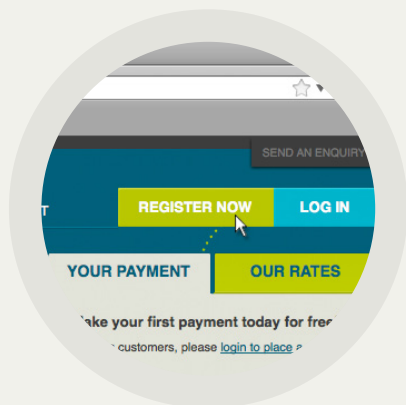 SEND AN ENQUIRY
T REGISTER NOW LOG IN
YOUR PAYMENT OUR RATES
ake your first payment today for free
customers, please login to place